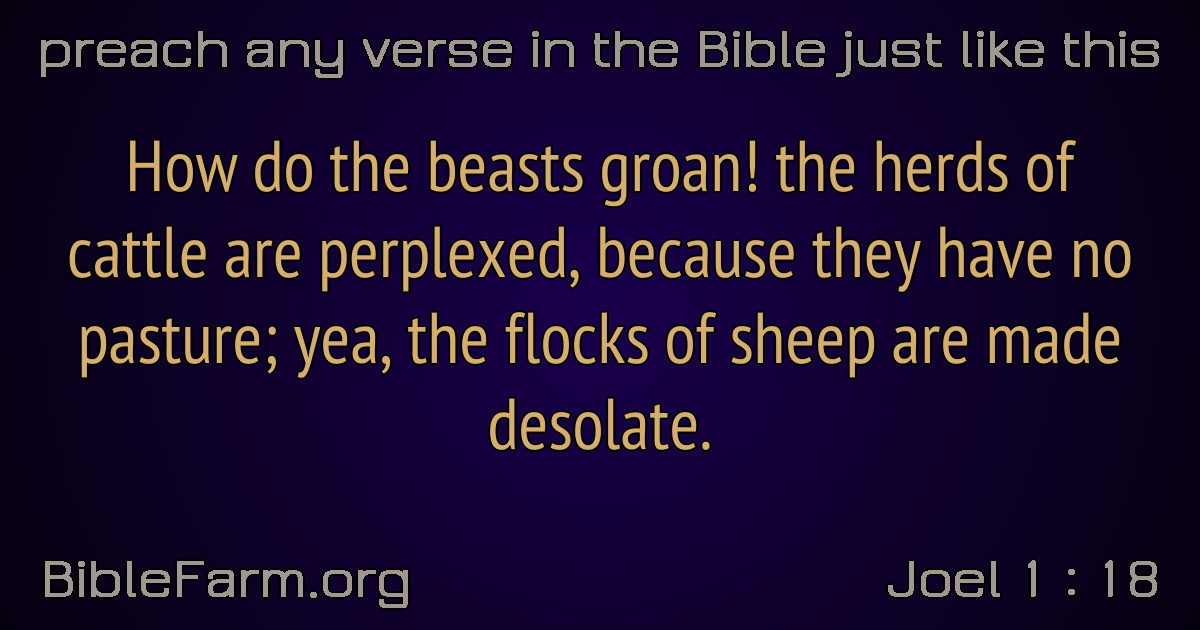 preach any verse in the Bible just like this
How do the beasts groan! the herds of
cattle are perplexed, because they have no
pasture; yea, the flocks of sheep are made
desolate.
BibleFarm.org
Joel 1 : 18